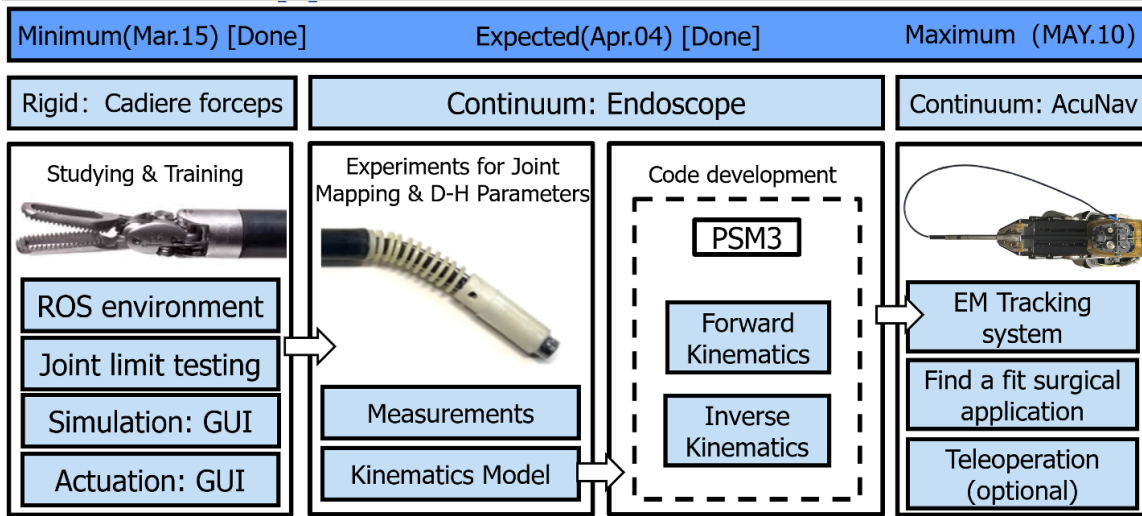 Minimum(Mar.15) [Done]
Expected(Apr.04) [Done]
Maximum (MAY.10)
Rigid: Cadiere forceps
Continuum: Endoscope
Continuum: AcuNav
Studying & Training
ROS environment
Joint limit testing
Simulation: GUI
Actuation: GUI
Experiments for Joint
Mapping & D-H Parameters
Measurements
Kinematics Model
Code development
PSM3
Forward
Kinematics
Inverse
Kinematics
EM Tracking
system
Find a fit surgical
application
Teleoperation
(optional)